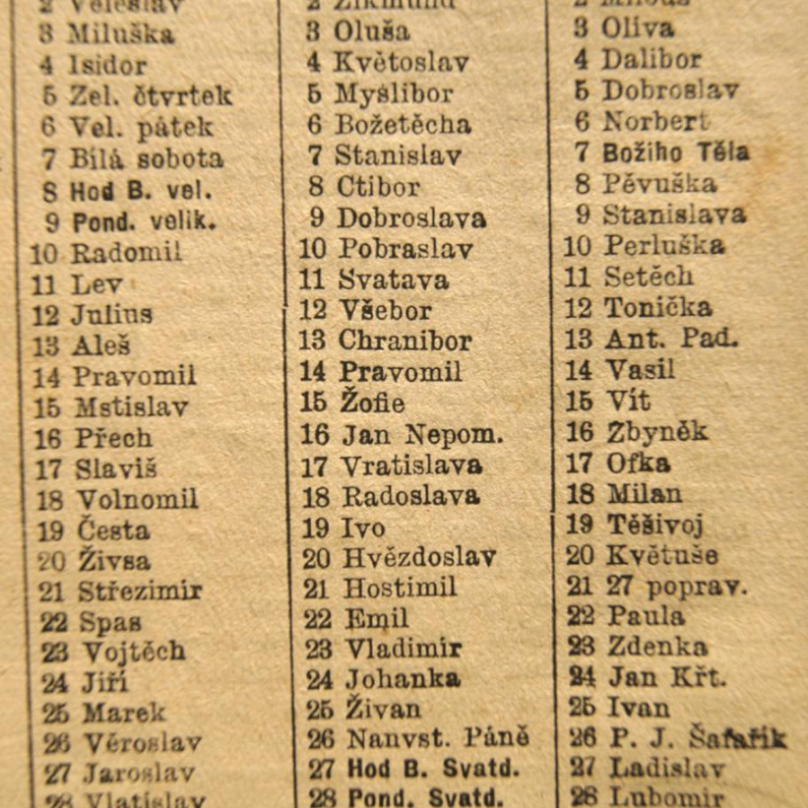 2 Veleslav
3 Miluška
4 Isidor
5 Zel. čtvrtek
6 Vel. pátek
7 Bílá sobota
8 Hod B. vel.
9 Pond. velik.
10 Radomil
11 Lev
12 Julius
13 Aleš
14 Pravomil
15 Mstislav
16 Přech
17 Slaviš
18 Volnomil
19 Česta
20 Živsa
21 Střezimir
22 Spas
23 Vojtěch
24 Jiří
25 Marek
26 Věroslav
27 Jaroslav
28 Vlatislav
2 Zikmund
3 Oluša
4 Květoslav
5 Myslibor
6 Božetěcha
7 Stanislav
8 Ctibor
9 Dobroslava
10 Pobraslav
11 Svatava
12 Všebor
13 Chranibor
14 Pravomil
15 Žofie
16 Jan Nepom.
17 Vratislava
18 Radoslava
19 Ivo
20 Hvězdoslav
21 Hostimil
22 Emil
23 Vladimír
24 Johanka
25 Živan
26 Nanvst. Páně
27 Hod B. Svatd.
28 Pond. Svatd.
2
3 Oliva
4 Dalibor
5 Dobroslav
6 Norbert
7 Božího Těla
8 Pěvuška
9 Stanislava
10 Perluška
11 Setěch
12 Tonička
13 Ant. Pad.
14 Vasil
15 Vít
16 Zbyněk
17 Ofka
18 Milan
19 Těšivoj
20 Květuše
21 27 poprav.
22 Paula
23 Zdenka
24 Jan Křt.
25 Ivan
26 P. J. Šafařík
27 Ladislav
28 Lubomír